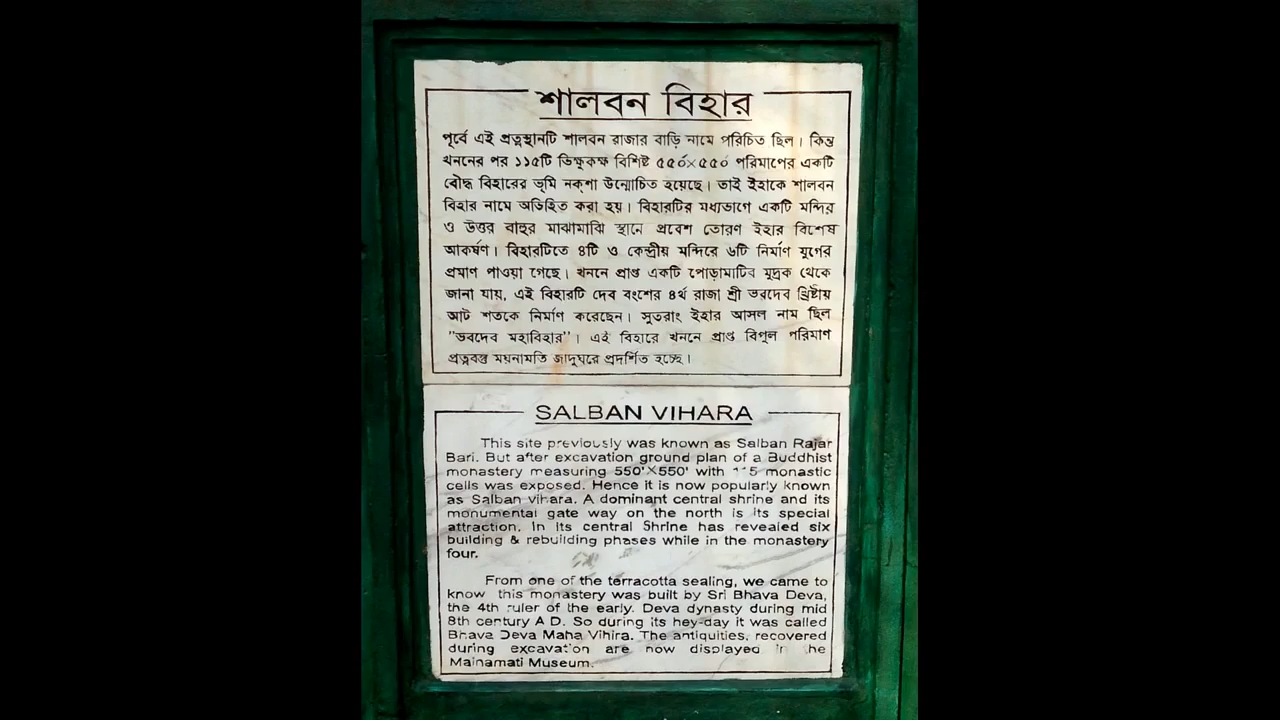 শালবন বিহার
পূর্বে এই প্রত্নস্থানটি শালবন রাজার বাড়ি নামে পরিচিত ছিল। কিন্তু
খননের পর ১১৫টি ভিক্ষুকক্ষ বিশিষ্ট ৫৫০́×৫৫০́ পরিমাপের একটি
বৌদ্ধ বিহারের ভূমি নক্শা উন্মোচিত হয়েছে। তাই ইহাকে শালবন
বিহার নামে অভিহিত করা হয়। বিহারটির মধ্যভাগে একটি মন্দির
ও উত্তর বাহুর মাঝামাঝি স্থানে প্রবেশ তোরণ ইহার বিশেষ
আকর্ষণ। বিহারটিতে ৪টি ও কেন্দ্রীয় মন্দিরে ৬টি নির্মাণ যুগের
প্রমাণ পাওয়া গেছে। খননে প্রাপ্ত একটি পোড়ামাটির মুদ্রক থেকে
জানা যায়, এই বিহারটি দেব বংশের ৪র্থ রাজা শ্রী ভবদেব খ্রিষ্টীয়
আট শতকে নির্মাণ করেছেন। সুতরাং ইহার আসল নাম ছিল
"ভবদেব মহাবিহার"। এই বিহারে খননে প্রাপ্ত বিপুল পরিমাণ
প্রত্নবস্তু ময়নামতি জাদুঘরে প্রদর্শিত হচ্ছে।
SALBAN VIHARA
This site previously was known as Salban Rajar
Bari. But after excavation ground plan of a Buddhist
monastery measuring 550'×550' with 115 monastic
cells was exposed. Hence it is now popularly known
as Salban vihara. A dominant central shrine and its
monumental gate way on the north is its special
attraction. In its central Shrine has revealed six
building & rebuilding phases while in the monastery
four.
From one of the terracotta sealing, we came to
know this monastery was built by Sri Bhava Deva,
the 4th ruler of the early. Deva dynasty during mid
8th century A D. So during its hey-day it was called
Bhava Deva Maha Vihira. The antiquities, recovered
during excavation are now displayed in the
Mainamati Museum.